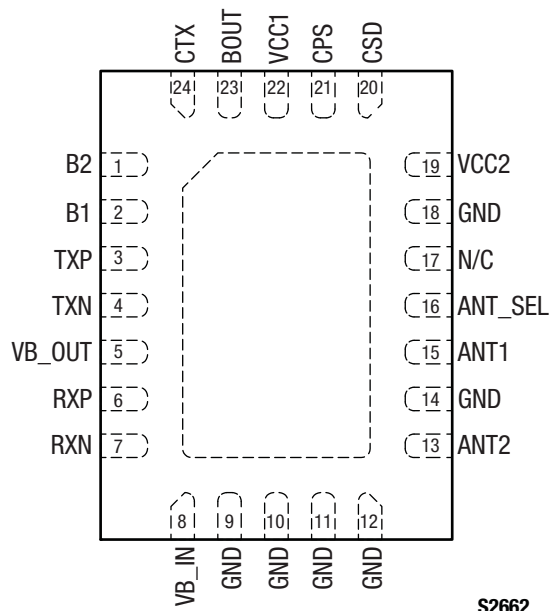 CTX BOUT VCC1 CPS CSD
24 23 22 21 20
B2 1 19 VCC2
B1 2 18 GND
TXP 3 17 N/C
TXN 4 16 ANT_SEL
VB_OUT 5 15 ANT1
RXP 6 14 GND
RXN 7 13 ANT2
8 9 10 11 12
VB_IN GND GND GND GND
S2662